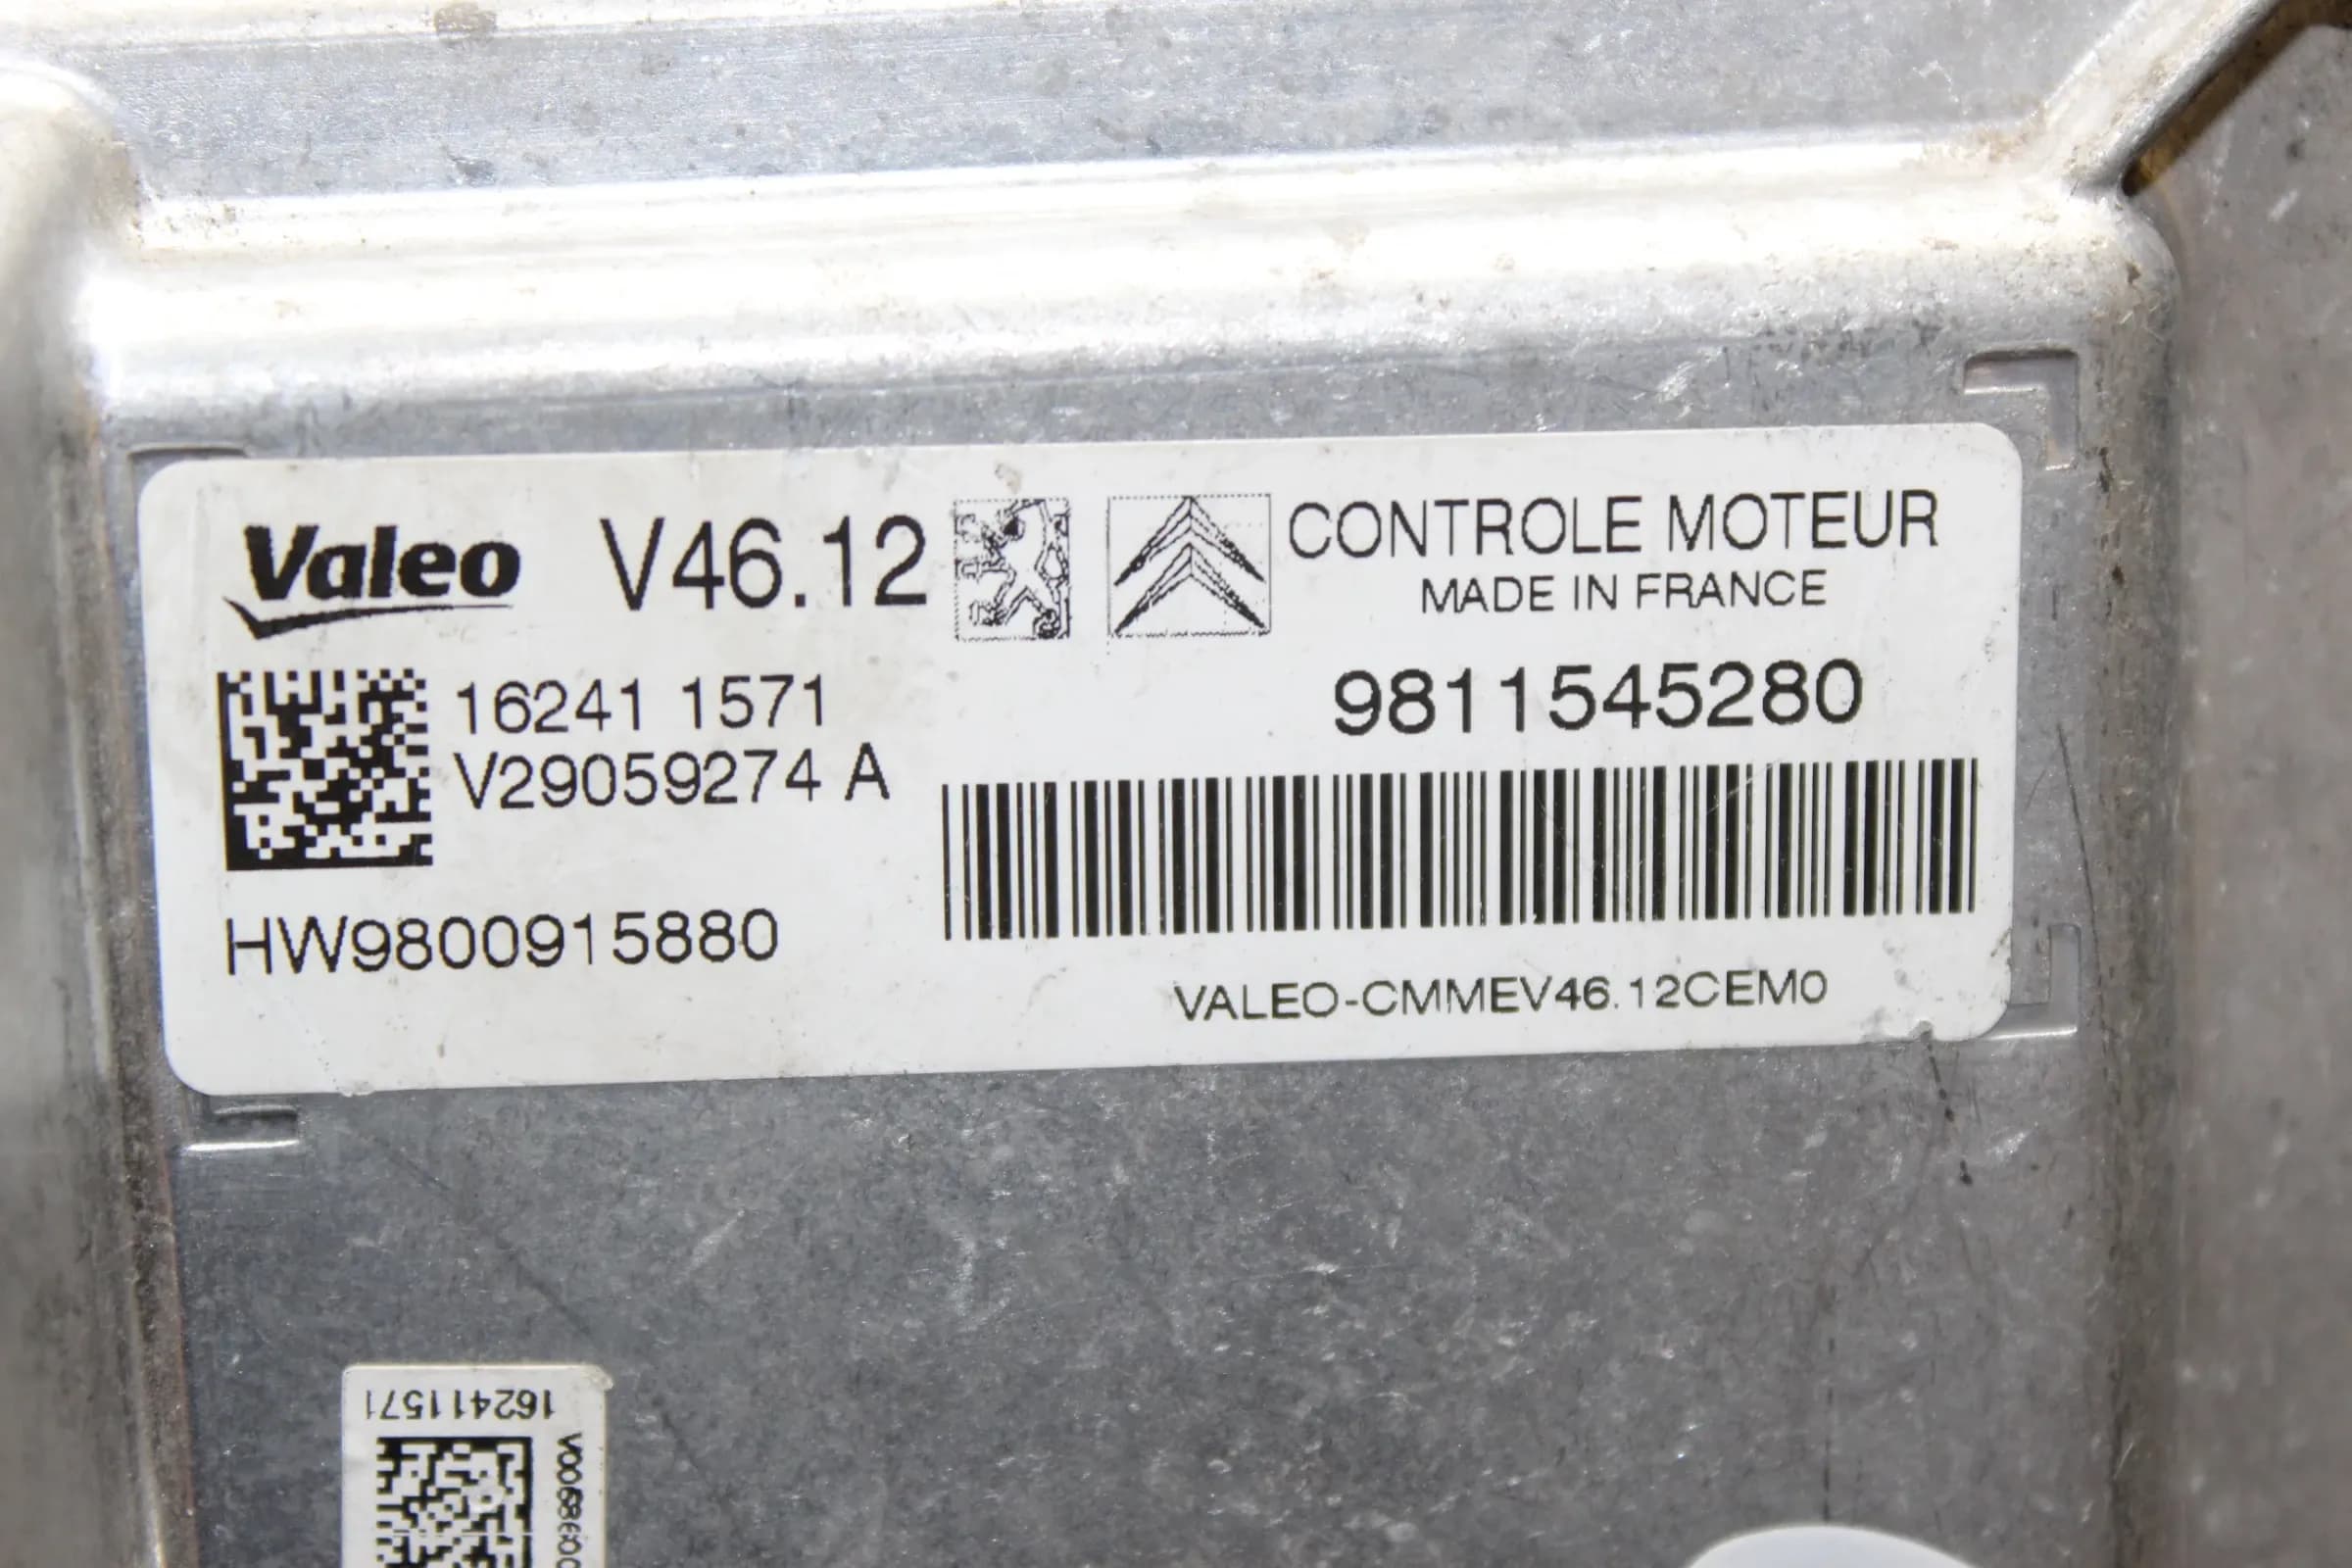 Valeo V46.12 CONTROLE MOTEUR
MADE IN FRANCE
16241 1571
V29059274 A
9811545280
HW9800915880
VALEO-CMMEV46.12CEM0
162411571